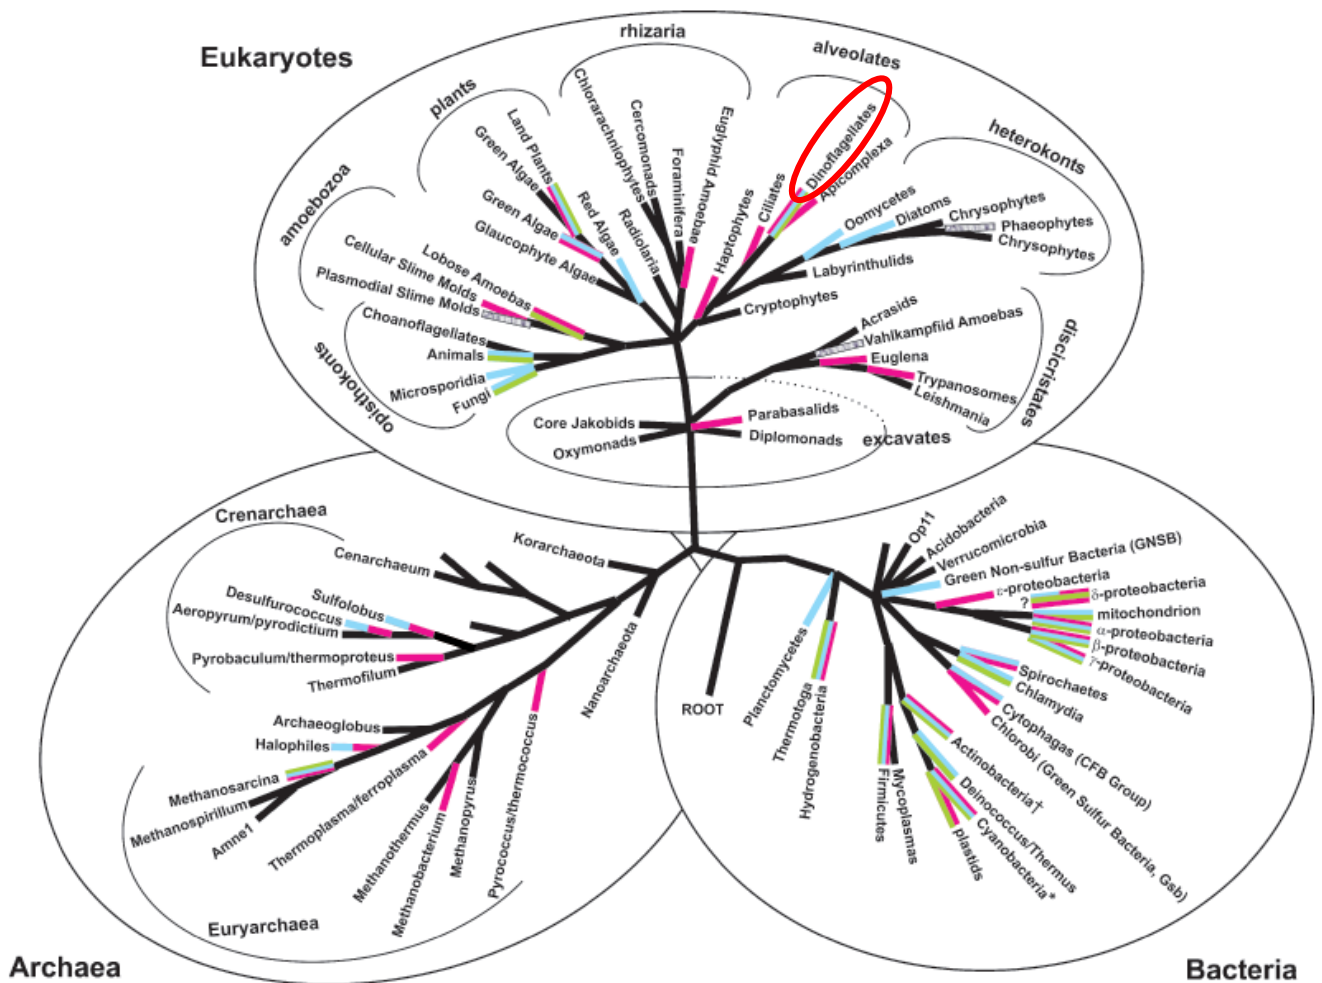 Eukaryotes
rhizaria
alveolates
plants
heterokonts
amoebozoa
opisthokonts
discicristates
excavates
Chlorarachniophytes
Cercomonads
Foraminifera
Euglyphid Amoebae
Radiolaria
Land Plants
Green Algae
Red Algae
Green Algae
Glaucophyte Algae
Lobose Amoebas
Cellular Slime Molds
Plasmodial Slime Molds
Choanoflagellates
Animals
Microsporidia
Fungi
Haptophytes
Ciliates
Dinoflagellates
Apicomplexa
Oomycetes
Diatoms
Chrysophytes
Phaeophytes
Chrysophytes
Labyrinthulids
Cryptophytes
Acrasids
Vahlkampfiid Amoebas
Euglena
Trypanosomes
Leishmania
Parabasalids
Diplomonads
Core Jakobids
Oxymonads
Crenarchaea
Korarchaeota
Cenarchaeum
Sulfolobus
Desulfurococcus
Aeropyrum/pyrodictium
Pyrobaculum/thermoproteus
Thermofilum
Nanoarchaeota
Archaeoglobus
Halophiles
Methanosarcina
Methanospirillum
Amne1
Thermoplasma/ferroplasma
Methanothermus
Methanobacterium
Methanopyrus
Pyrococcus/thermococcus
Euryarchaea
Archaea
ROOT
Op11
Acidobacteria
Verrucomicrobia
Green Non-sulfur Bacteria (GNSB)
ε-proteobacteria
?
δ-proteobacteria
mitochondrion
α-proteobacteria
β-proteobacteria
γ-proteobacteria
Spirochaetes
Chlamydia
Cytophagas (CFB Group)
Chlorobi (Green Sulfur Bacteria, Gsb)
Planctomycetes
Thermotoga
Hydrogenobacteria
Firmicutes
Mycoplasmas
Actinobacteria†
Deinococcus/Thermus
Cyanobacteria*
plastids
Bacteria